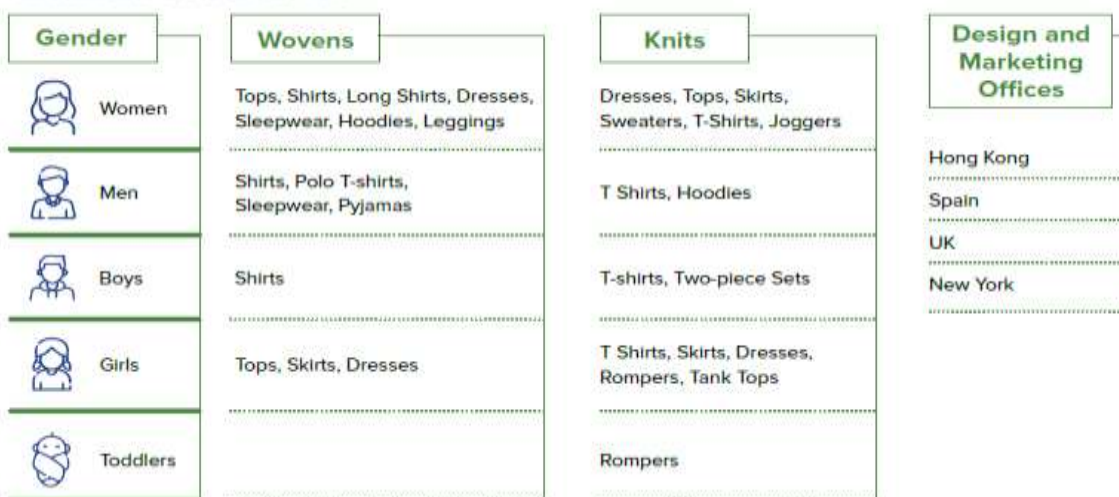 Gender
Wovens
Knits
Design and
Marketing
Offices
Women
Tops, Shirts, Long Shirts, Dresses,
Sleepwear, Hoodies, Leggings
Dresses, Tops, Skirts,
Sweaters, T-Shirts, Joggers
Men
Shirts, Polo T-shirts,
Sleepwear, Pyjamas
T Shirts, Hoodies
Boys
Shirts
T-shirts, Two-piece Sets
Girls
Tops, Skirts, Dresses
T Shirts, Skirts, Dresses,
Rompers, Tank Tops
Toddlers
Rompers
Hong Kong
Spain
UK
New York